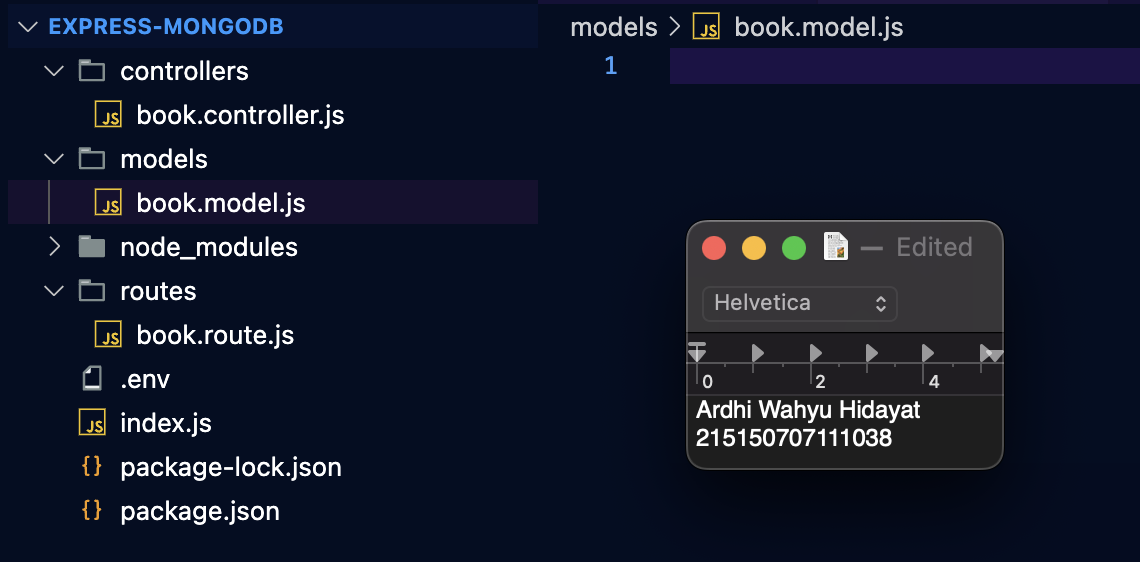 EXPRESS-MONGODB
controllers
JS book.controller.js
models
JS book.model.js
node_modules
routes
JS book.route.js
.env
JS index.js
{} package-lock.json
{} package.json
models > JS book.model.js
1
— Edited
Helvetica
0 2 4
Ardhi Wahyu Hidayat
215150707111038